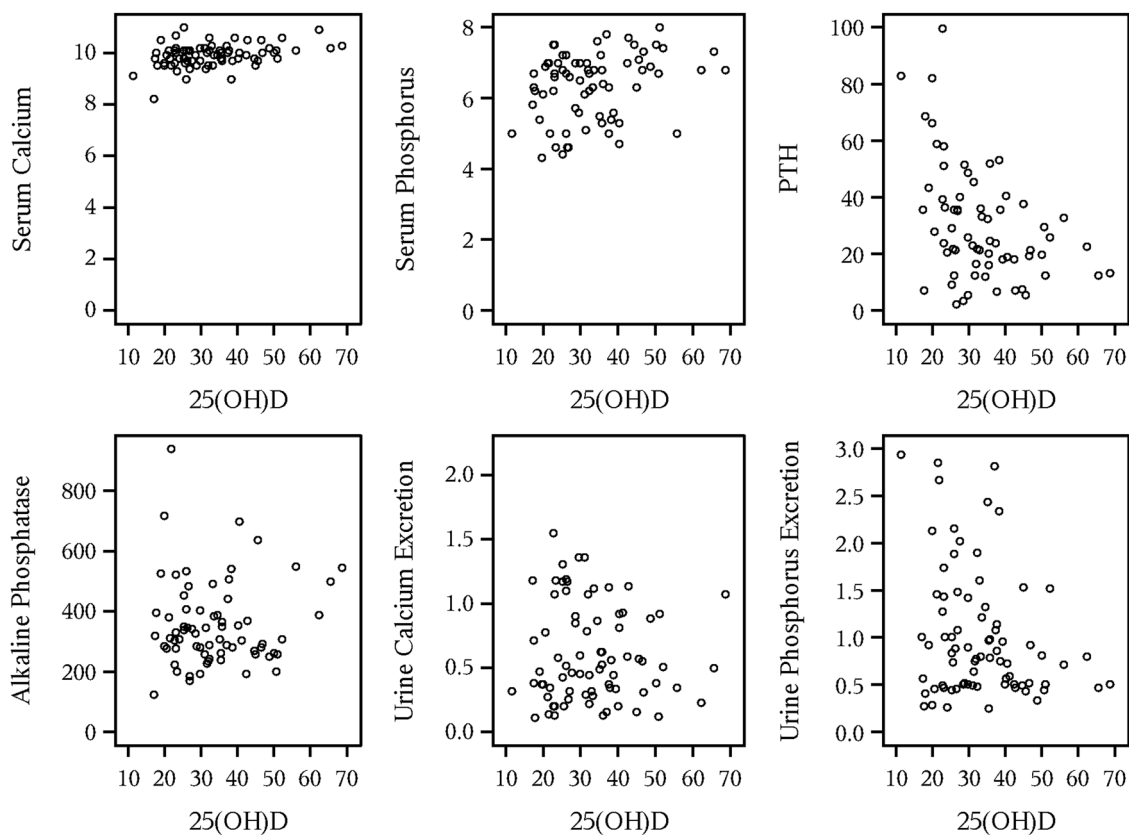 Serum Calcium
10
8
6
4
2
0
10 20 30 40 50 60 70
25(OH)D
Serum Phosphorus
8
6
4
2
0
10 20 30 40 50 60 70
25(OH)D
PTH
100
80
60
40
20
0
10 20 30 40 50 60 70
25(OH)D
Alkaline Phosphatase
800
600
400
200
0
10 20 30 40 50 60 70
25(OH)D
Urine Calcium Excretion
2.0
1.5
1.0
0.5
0.0
10 20 30 40 50 60 70
25(OH)D
Urine Phosphorus Excretion
3.0
2.5
2.0
1.5
1.0
0.5
0.0
10 20 30 40 50 60 70
25(OH)D